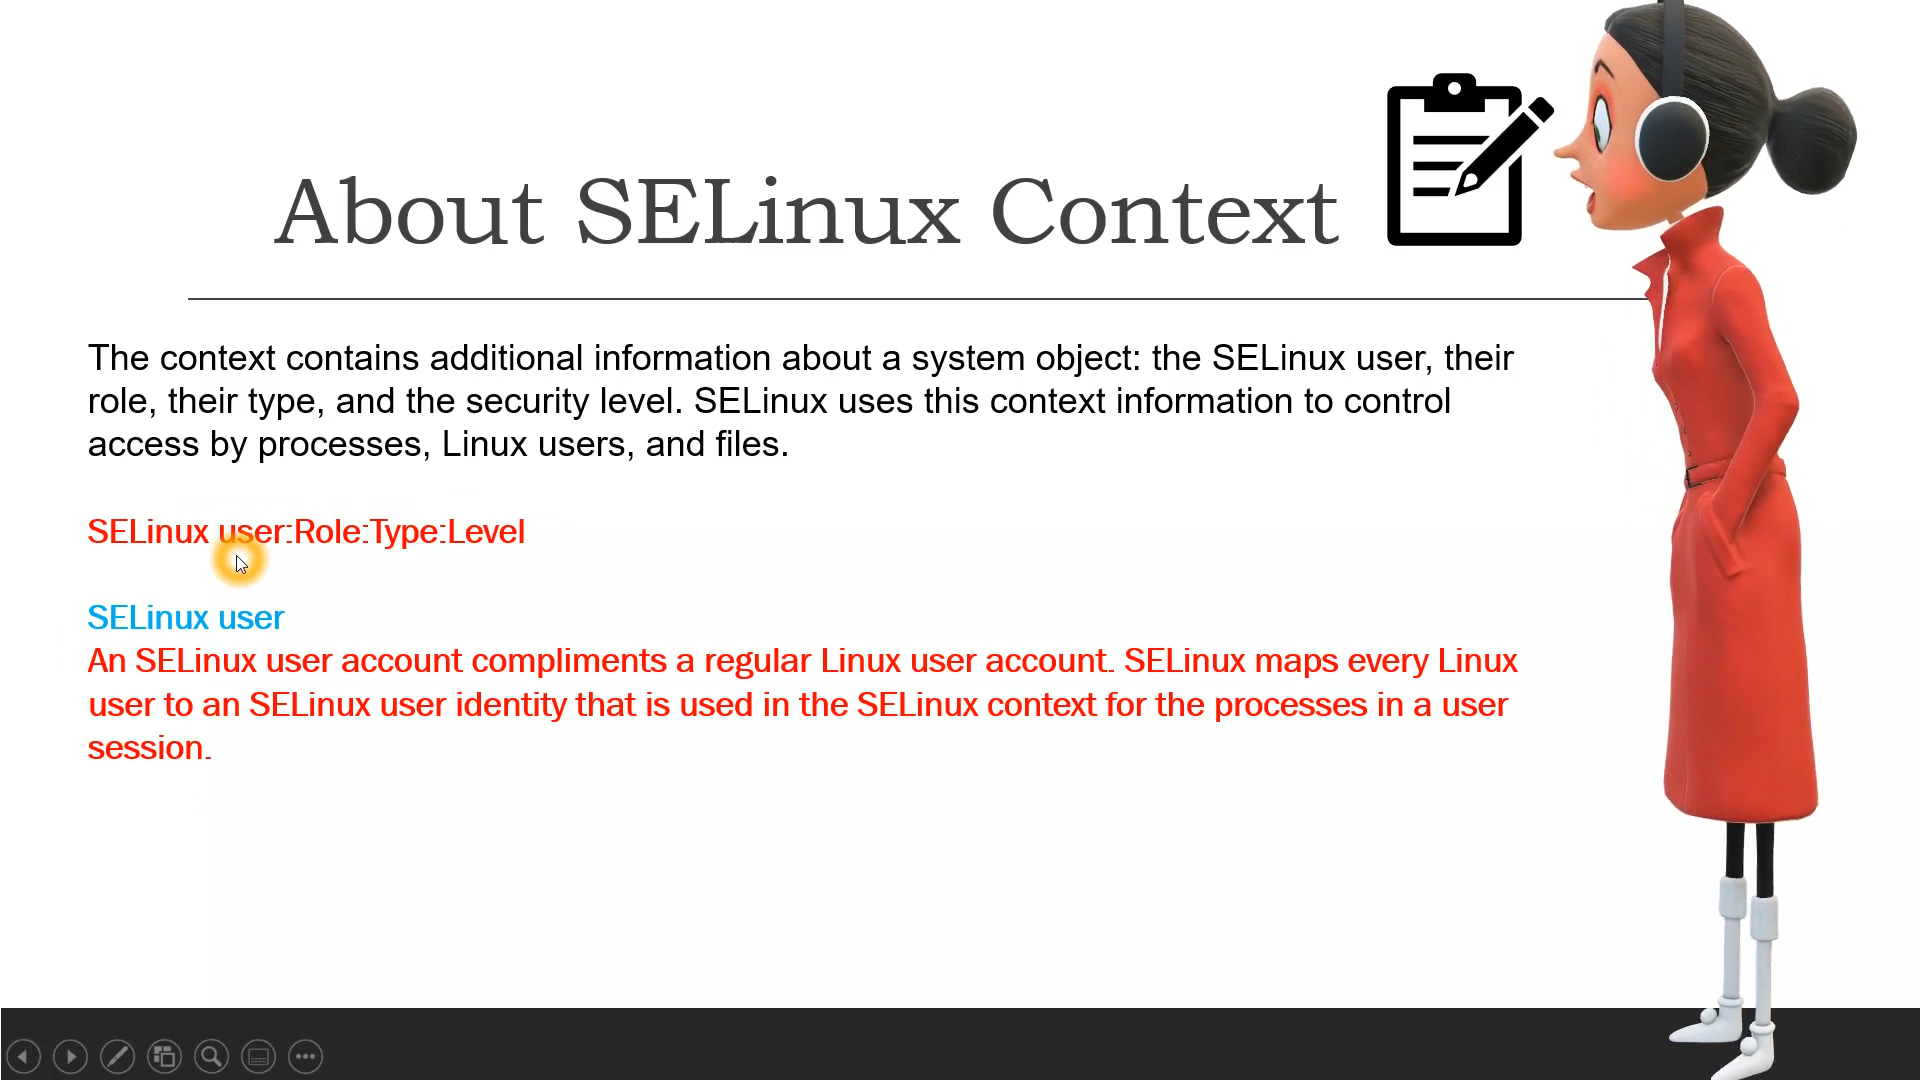 About SELinux Context
The context contains additional information about a system object: the SELinux user, their
role, their type, and the security level. SELinux uses this context information to control
access by processes, Linux users, and files.
SELinux user:Role:Type:Level
SELinux user
An SELinux user account compliments a regular Linux user account. SELinux maps every Linux
user to an SELinux user identity that is used in the SELinux context for the processes in a user
session.